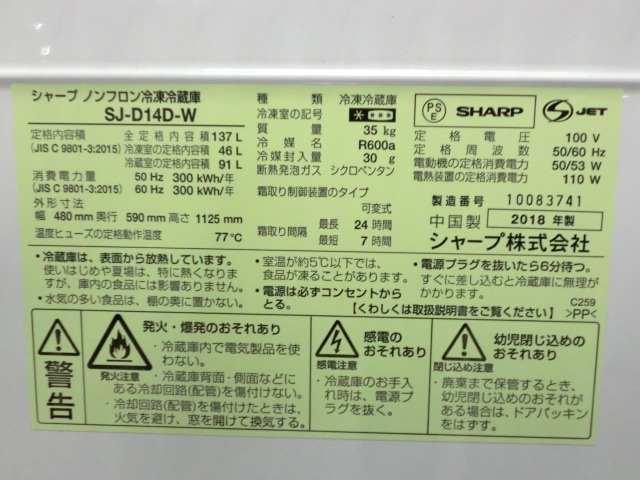 シャープ ノンフロン冷凍冷蔵庫
SJ-D14D-W
定格内容積 全定格内容積 137 L
(JIS C 9801-3:2015) 冷凍室の定格内容積 46 L
冷蔵室の定格内容積 91 L
消費電力量 50 Hz 300 kWh/年
(JIS C 9801-3:2015) 60 Hz 300 kWh/年
外形寸法
幅 480 mm 奥行 590 mm 高さ 1125 mm
温度ヒューズの定格動作温度 77℃
種類 冷凍冷蔵庫
冷凍室の記号 * ***
質量 35 kg
冷媒名 R600a
冷媒封入量 30 g
断熱発泡ガス シクロペンタン
霜取り制御装置のタイプ
可変式
霜取り間隔 最長 24 時間
最短 7 時間
PS E SHARP S JET
定格電圧 100 V
定格周波数 50/60 Hz
電動機の定格消費電力 50/53 W
電熱装置の定格消費電力 110 W
製造番号 10083741
中国製 2018 年製
シャープ株式会社
・冷蔵庫は、表面から放熱しています。
使いはじめや夏場は、特に熱くなります
が、庫内の食品には影響ありません。
・水気の多い食品は、棚の奥に置かない。
・室温が約5℃以下では、
食品が凍ることがあります。
・電源は必ずコンセントから
とる。
・電源プラグを抜いたら6分待つ。
すぐに差し込むと冷蔵庫に無理が
かかります。
【くわしくは取扱説明書をご覧ください】
C259
>PP<
警告
発火・爆発のおそれあり
発火注意
・冷蔵庫内で電気製品を使
わない。
・冷蔵庫背面・側面などに
ある冷却回路(配管)を傷付けない。
・冷却回路(配管)を傷付けたときは、
火気を避け、窓を開けて換気する。
感電の
おそれあり
感電注意
・冷蔵庫のお手入
れ時は、電源プ
ラグを抜く。
幼児閉じ込めの
おそれあり
閉じ込め注意
・廃棄まで保管するとき、
幼児閉じ込めのおそれが
ある場合は、ドアパッキン
をはずす。